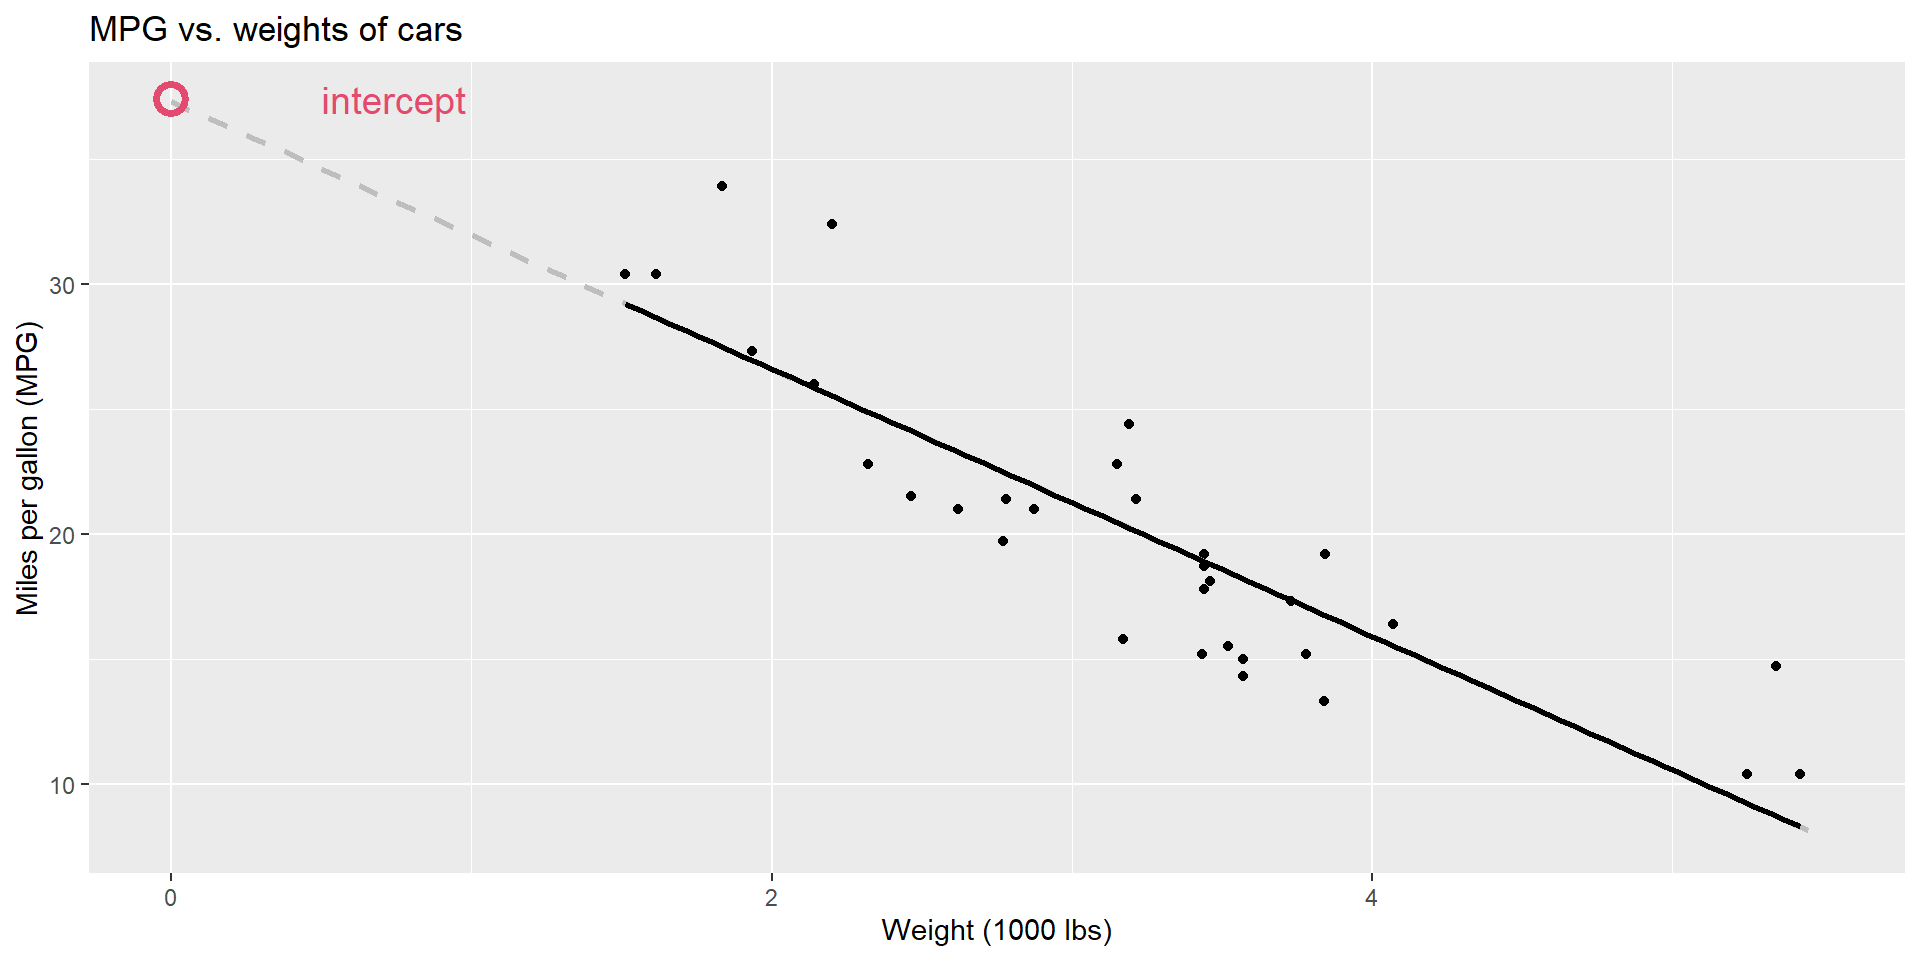 MPG vs. weights of cars
intercept
30
20
10
Miles per gallon (MPG)
0
2
4
Weight (1000 lbs)